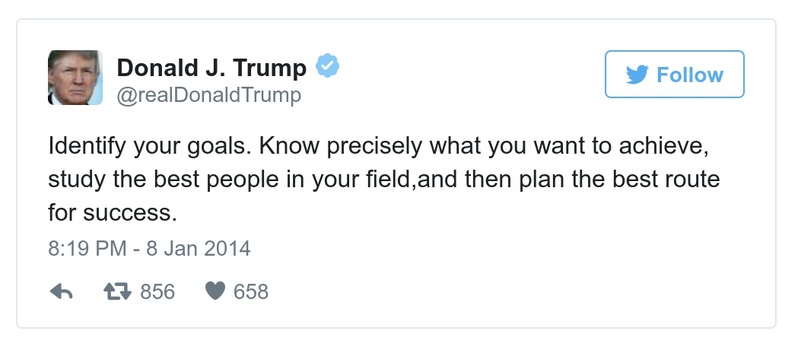 Donald J. Trump
Follow
@realDonaldTrump
Identify your goals. Know precisely what you want to achieve,
study the best people in your field,and then plan the best route
for success.
8:19 PM - 8 Jan 2014
856 658